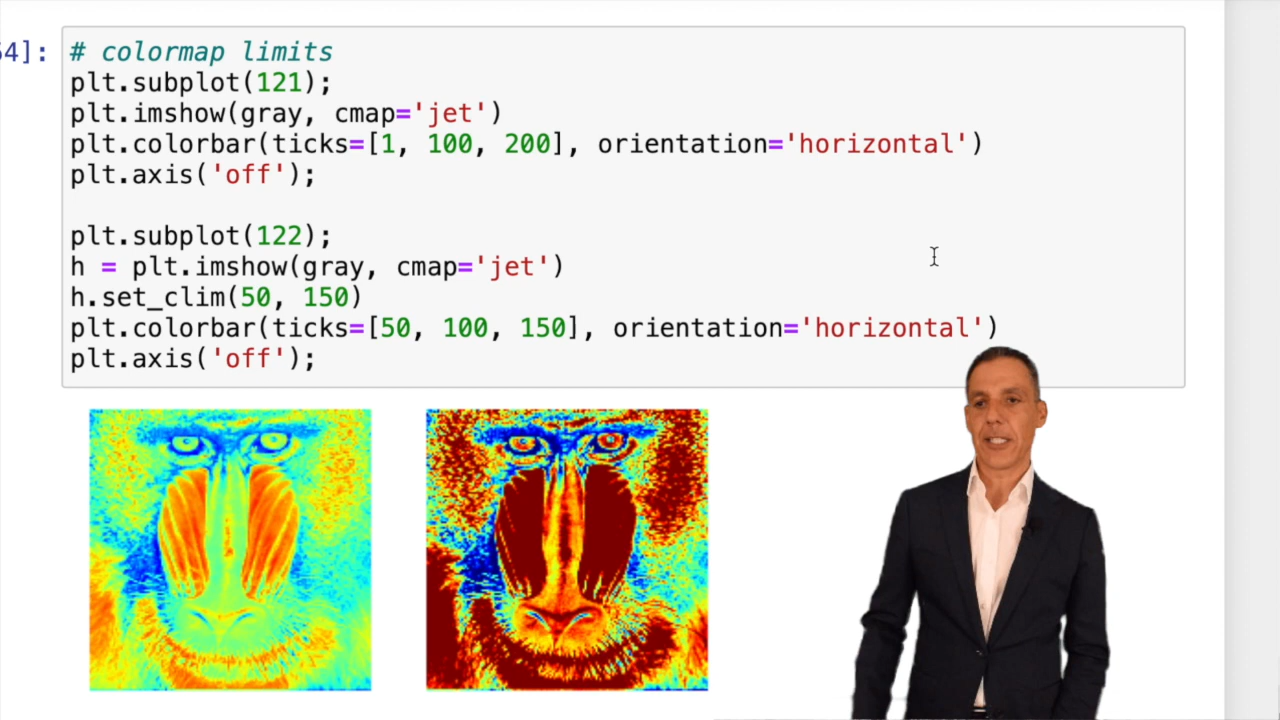 54]: # colormap limits
plt.subplot(121);
plt.imshow(gray, cmap='jet')
plt.colorbar(ticks=[1, 100, 200], orientation='horizontal')
plt.axis('off');
plt.subplot(122);
h = plt.imshow(gray, cmap='jet')
h.set_clim(50, 150)
plt.colorbar(ticks=[50, 100, 150], orientation='horizontal')
plt.axis('off');